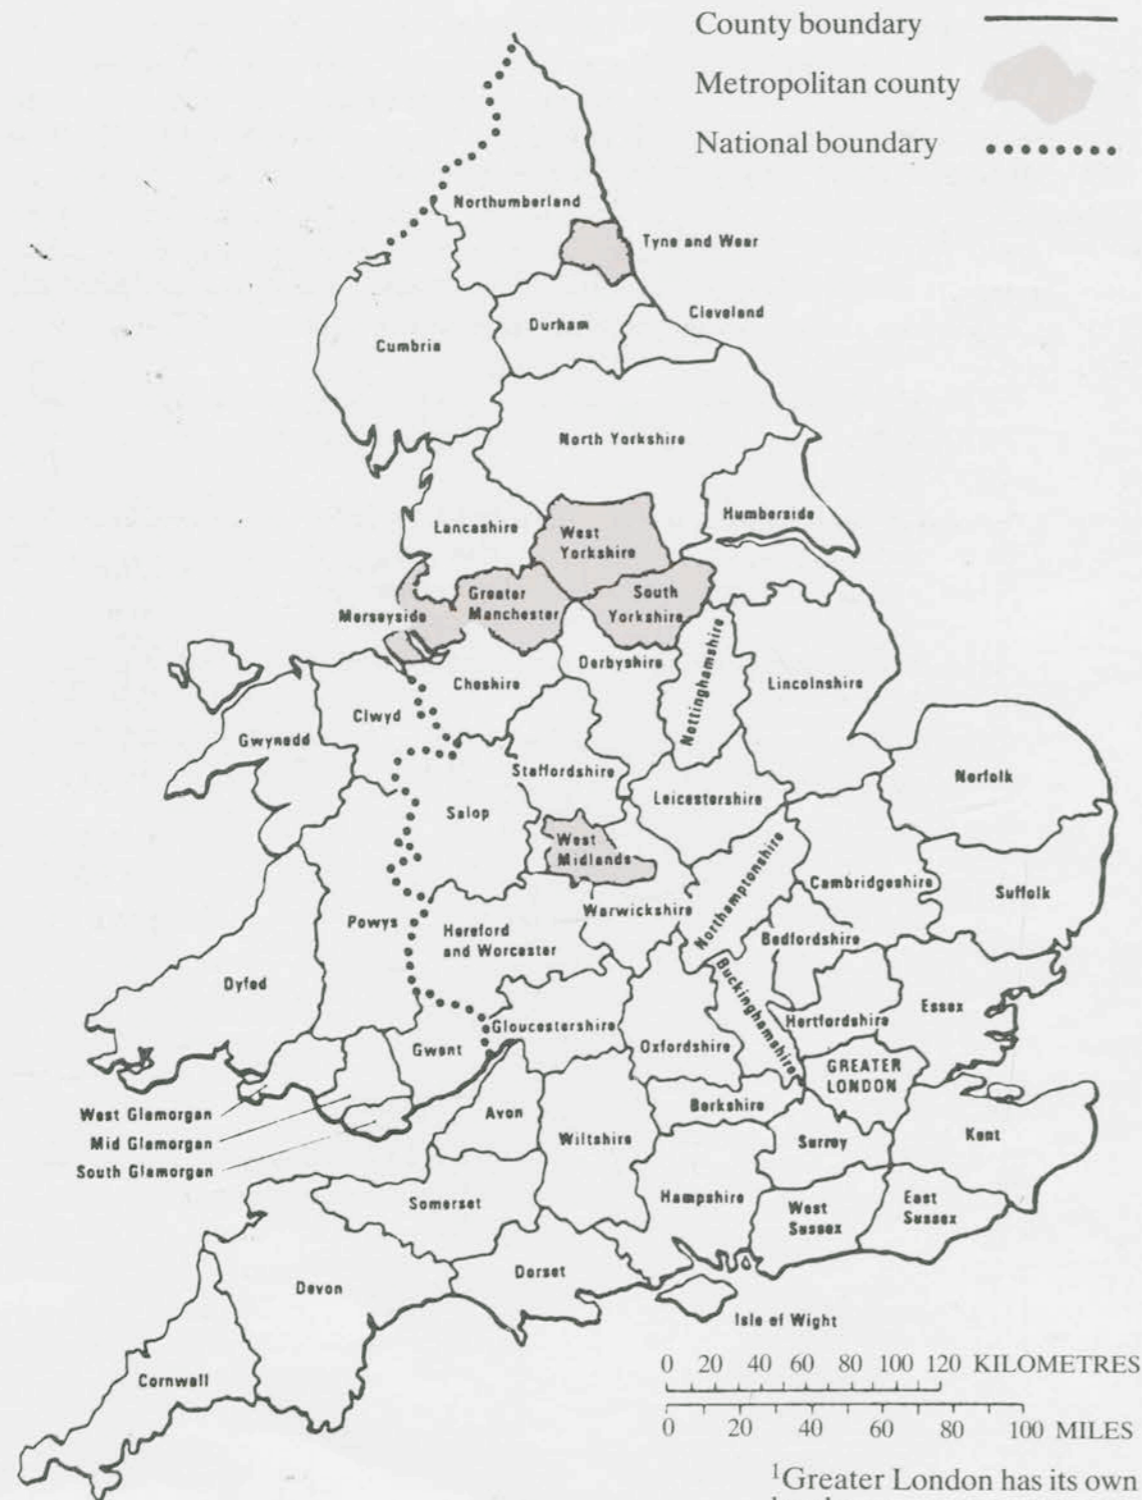 County boundary
Metropolitan county
National boundary
Northumberland
Tyne and Wear
Cleveland
Durham
Cumbria
North Yorkshire
Humberside
Lancashire
West
Yorkshire
Greater
Manchester
South
Yorkshire
Merseyside
Derbyshire
Nottinghamshire
Lincolnshire
Cheshire
Clwyd
Gwynedd
Staffordshire
Leicestershire
Norfolk
Salop
West
Midlands
Northamptonshire
Cambridgeshire
Suffolk
Warwickshire
Powys
Hereford
and Worcester
Bedfordshire
Buckinghamshire
Dyfed
Essex
Gloucestershire
Hertfordshire
Oxfordshire
Gwent
GREATER
LONDON
West Glamorgan
Mid Glamorgan
South Glamorgan
Avon
Berkshire
Wiltshire
Surrey
Kent
Somerset
Hampshire
West
Sussex
East
Sussex
Devon
Dorset
Isle of Wight
Cornwall
0 20 40 60 80 100 120 KILOMETRES
0 20 40 60 80 100 MILES
¹Greater London has its own